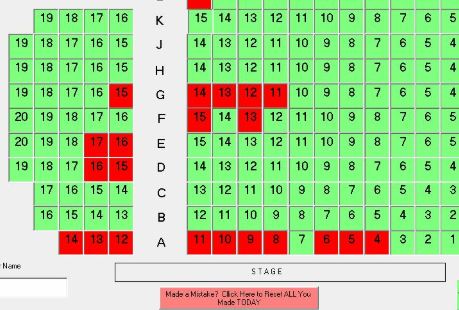 19 18 17 16 K 15 14 13 12 11 10 9 8 7 6 5
19 18 17 16 15 J 14 13 12 11 10 9 8 7 6 5 4
19 18 17 16 15 H 14 13 12 11 10 9 8 7 6 5 4
19 18 17 16 15 G 14 13 12 11 10 9 8 7 6 5 4
20 19 18 17 16 F 15 14 13 12 11 10 9 8 7 6 5
20 19 18 17 16 E 15 14 13 12 11 10 9 8 7 6 5
19 18 17 16 15 D 14 13 12 11 10 9 8 7 6 5 4
17 16 15 14 C 13 12 11 10 9 8 7 6 5 4 3
16 15 14 13 B 12 11 10 9 8 7 6 5 4 3 2
14 13 12 A 11 10 9 8 7 6 5 4 3 2 1
Name
STAGE
Made a Mistake? Click Here to Reset ALL You
Made TODAY